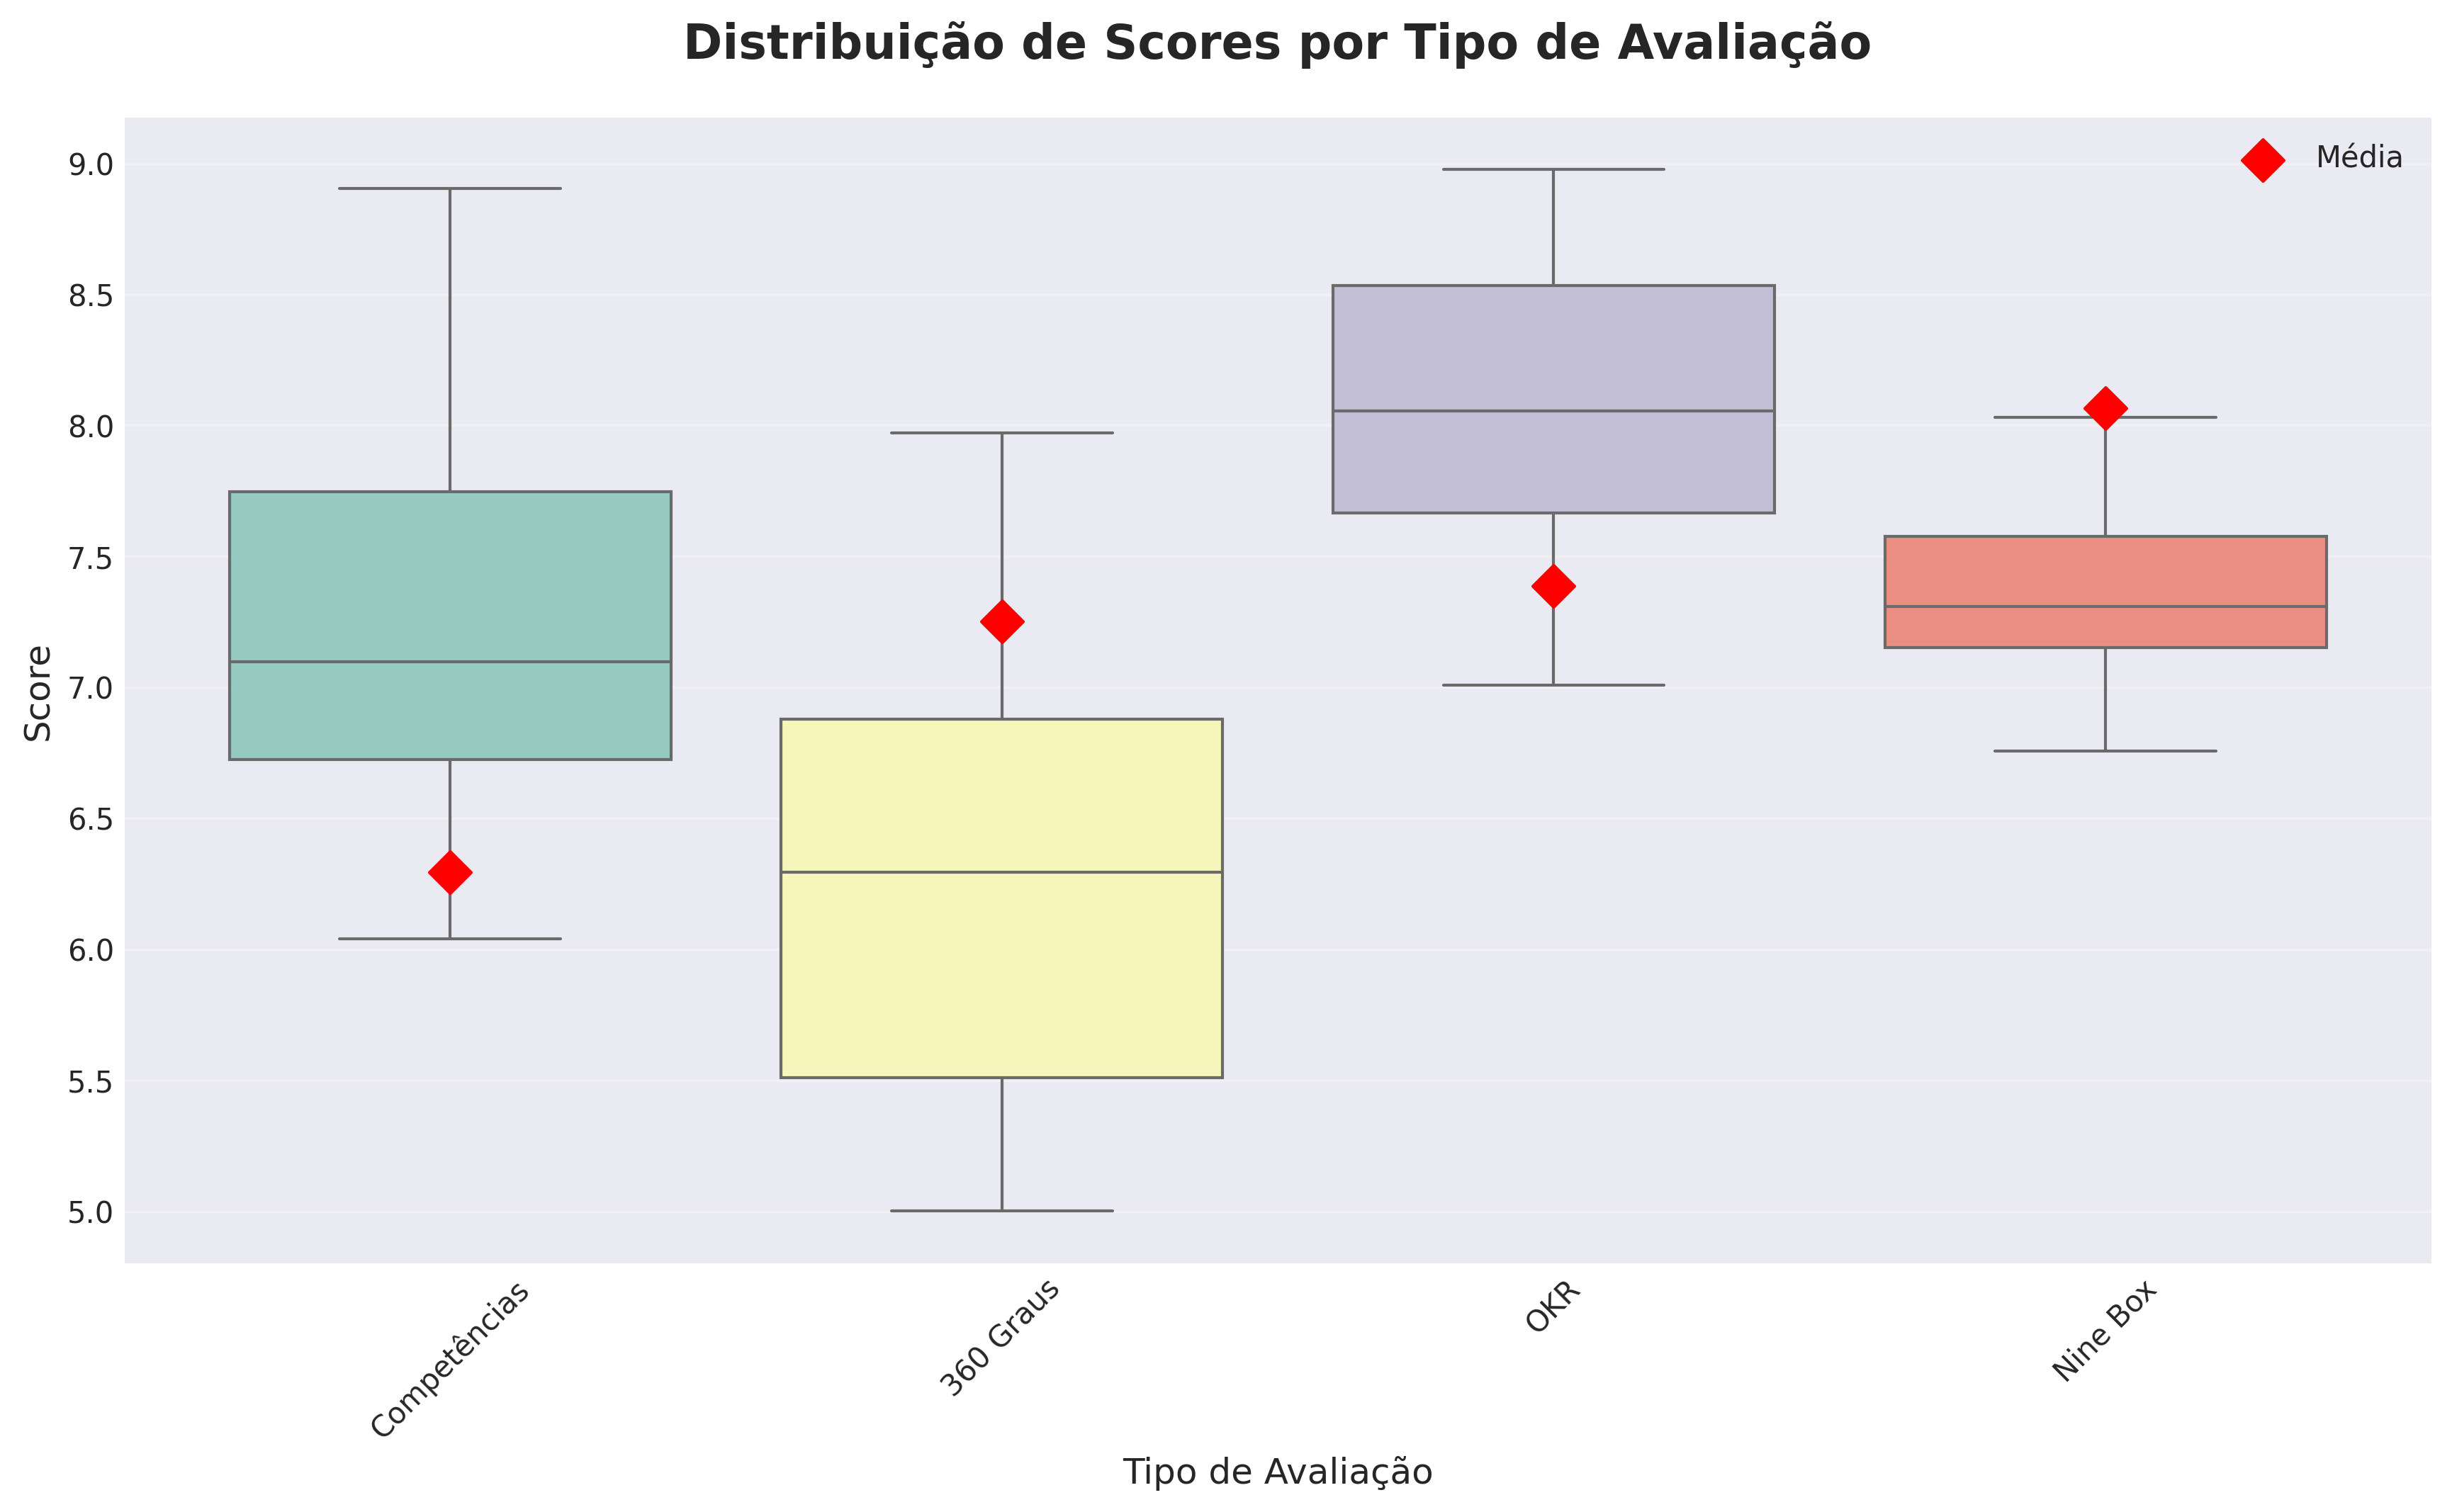 Distribuição de Scores por Tipo de Avaliação
Média
9.0
8.5
8.0
7.5
7.0
6.5
6.0
5.5
5.0
Score
Competências
360 Graus
OKR
Nine Box
Tipo de Avaliação